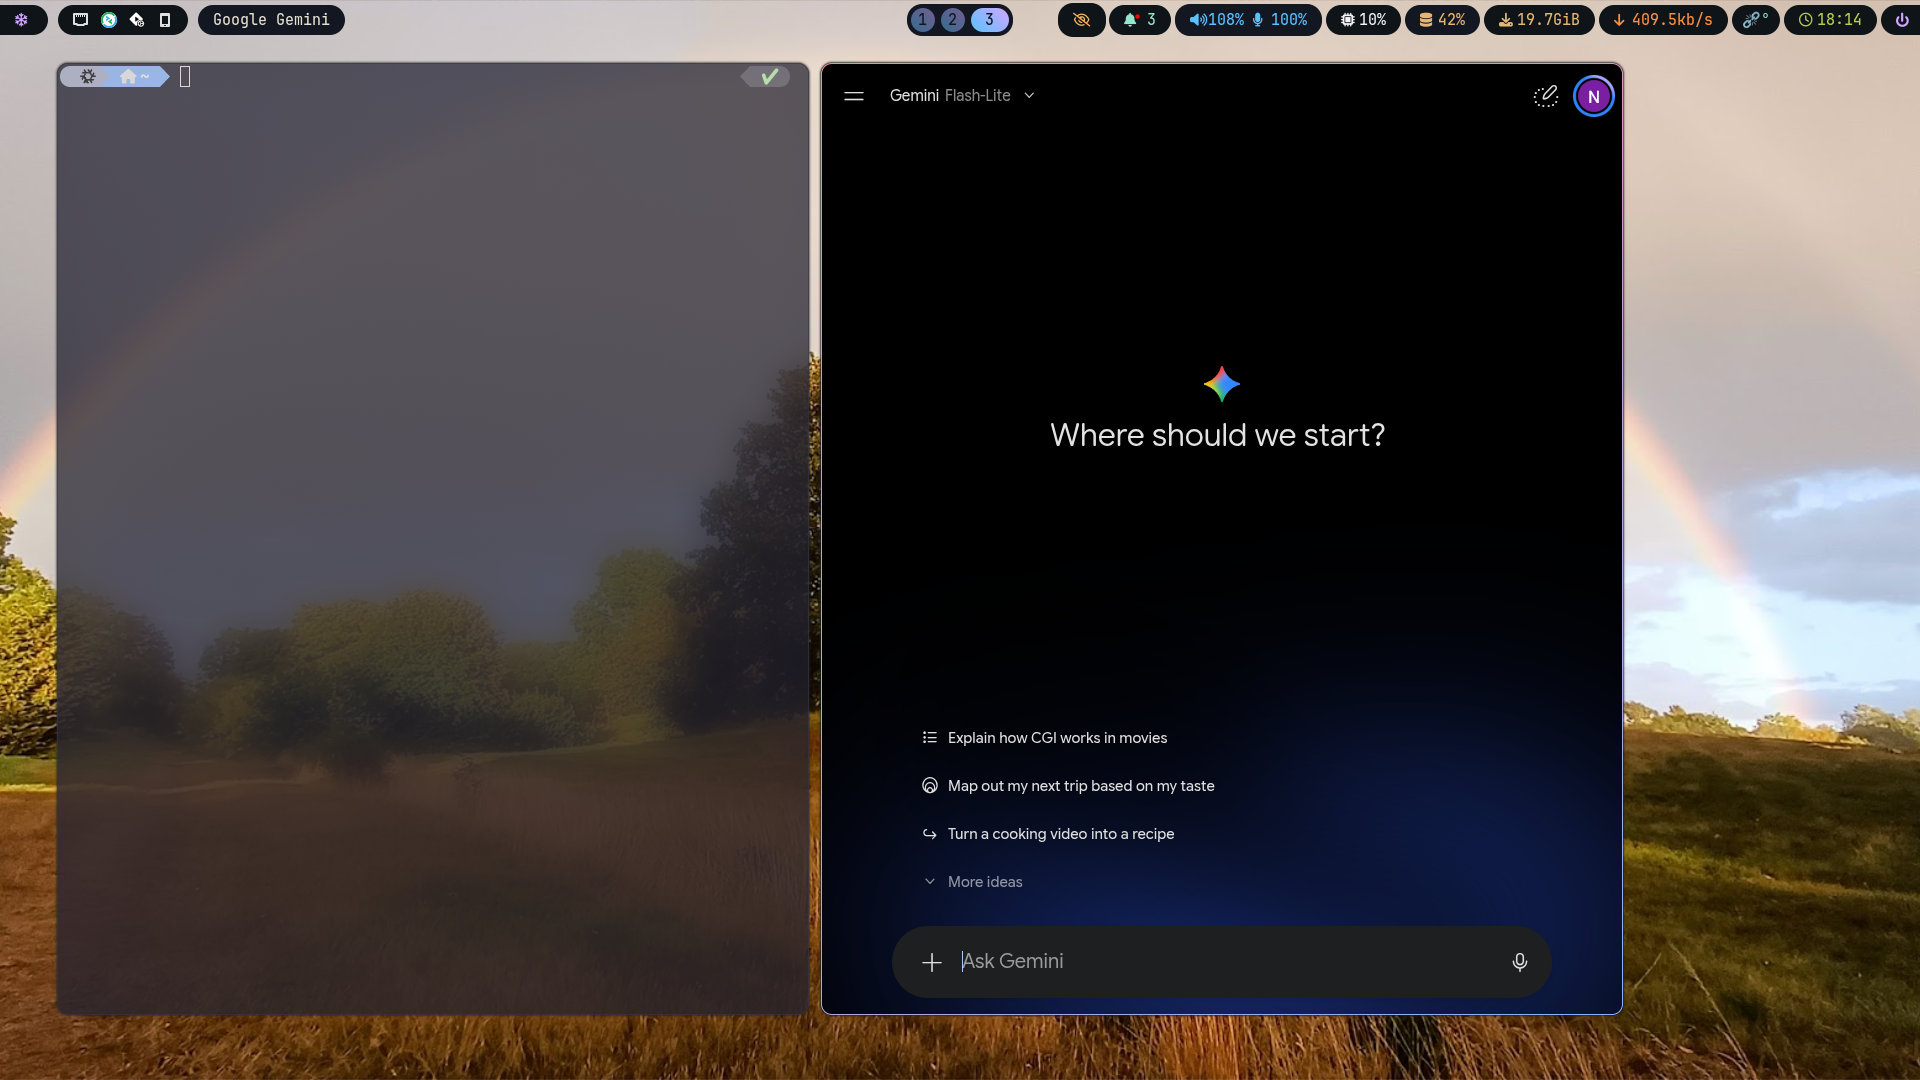 Google Gemini
1 2 3
3
108% 100%
10%
42%
19.7GiB
409.5kb/s
°
18:14
~
Gemini Flash-Lite
N
Where should we start?
Explain how CGI works in movies
Map out my next trip based on my taste
Turn a cooking video into a recipe
More ideas
Ask Gemini